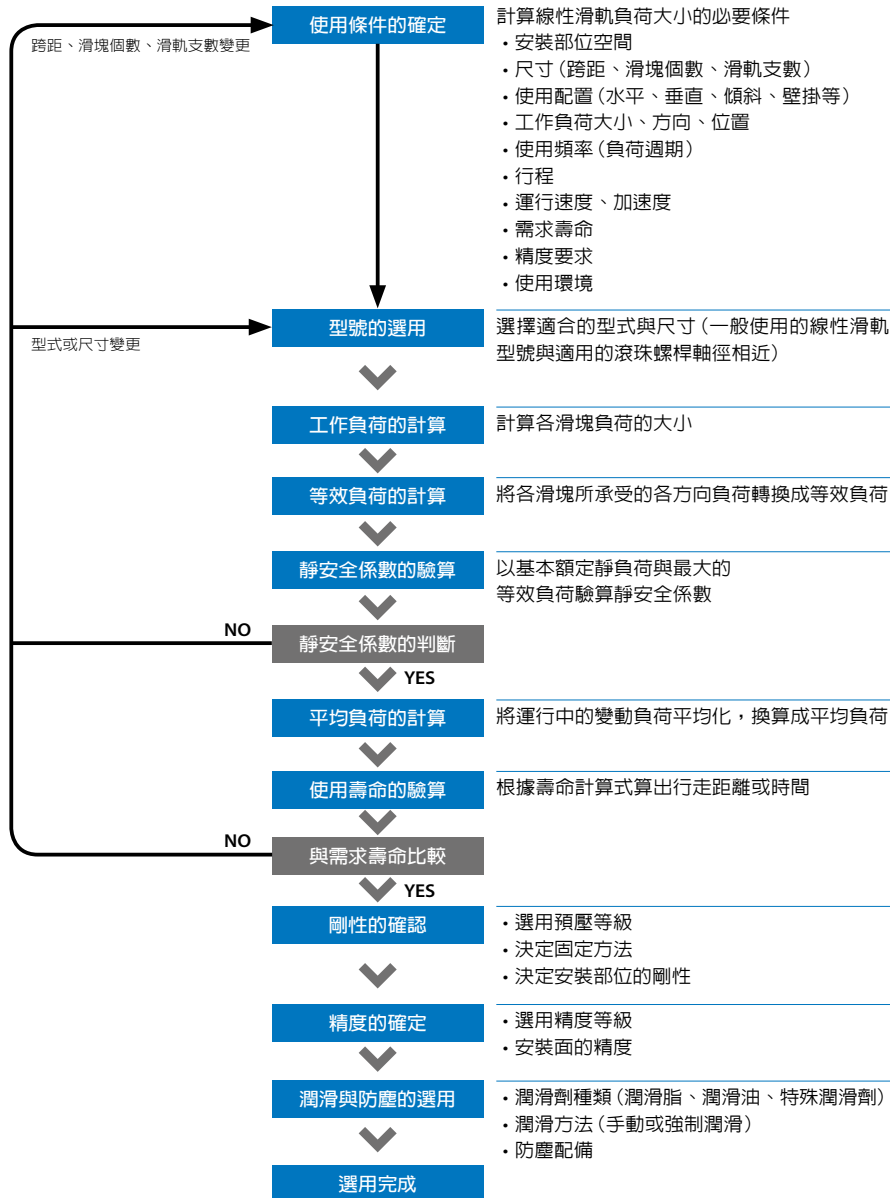 使用條件的確定
計算線性滑軌負荷大小的必要條件
・安裝部位空間
・尺寸(跨距、滑塊個數、滑軌支數)
・使用配置(水平、垂直、傾斜、壁掛等)
・工作負荷大小、方向、位置
・使用頻率(負荷週期)
・行程
・運行速度、加速度
・需求壽命
・精度要求
・使用環境
跨距、滑塊個數、滑軌支數變更
型號的選用
選擇適合的型式與尺寸(一般使用的線性滑軌
型號與適用的滾珠螺桿軸徑相近)
型式或尺寸變更
工作負荷的計算
計算各滑塊負荷的大小
等效負荷的計算
將各滑塊所承受的各方向負荷轉換成等效負荷
靜安全係數的驗算
以基本額定靜負荷與最大的
等效負荷驗算靜安全係數
NO
靜安全係數的判斷
YES
平均負荷的計算
將運行中的變動負荷平均化，換算成平均負荷
使用壽命的驗算
根據壽命計算式算出行走距離或時間
NO
與需求壽命比較
YES
剛性的確認
・選用預壓等級
・決定固定方法
・決定安裝部位的剛性
精度的確定
・選用精度等級
・安裝面的精度
潤滑與防塵的選用
・潤滑劑種類(潤滑脂、潤滑油、特殊潤滑劑)
・潤滑方法(手動或強制潤滑)
・防塵配備
選用完成